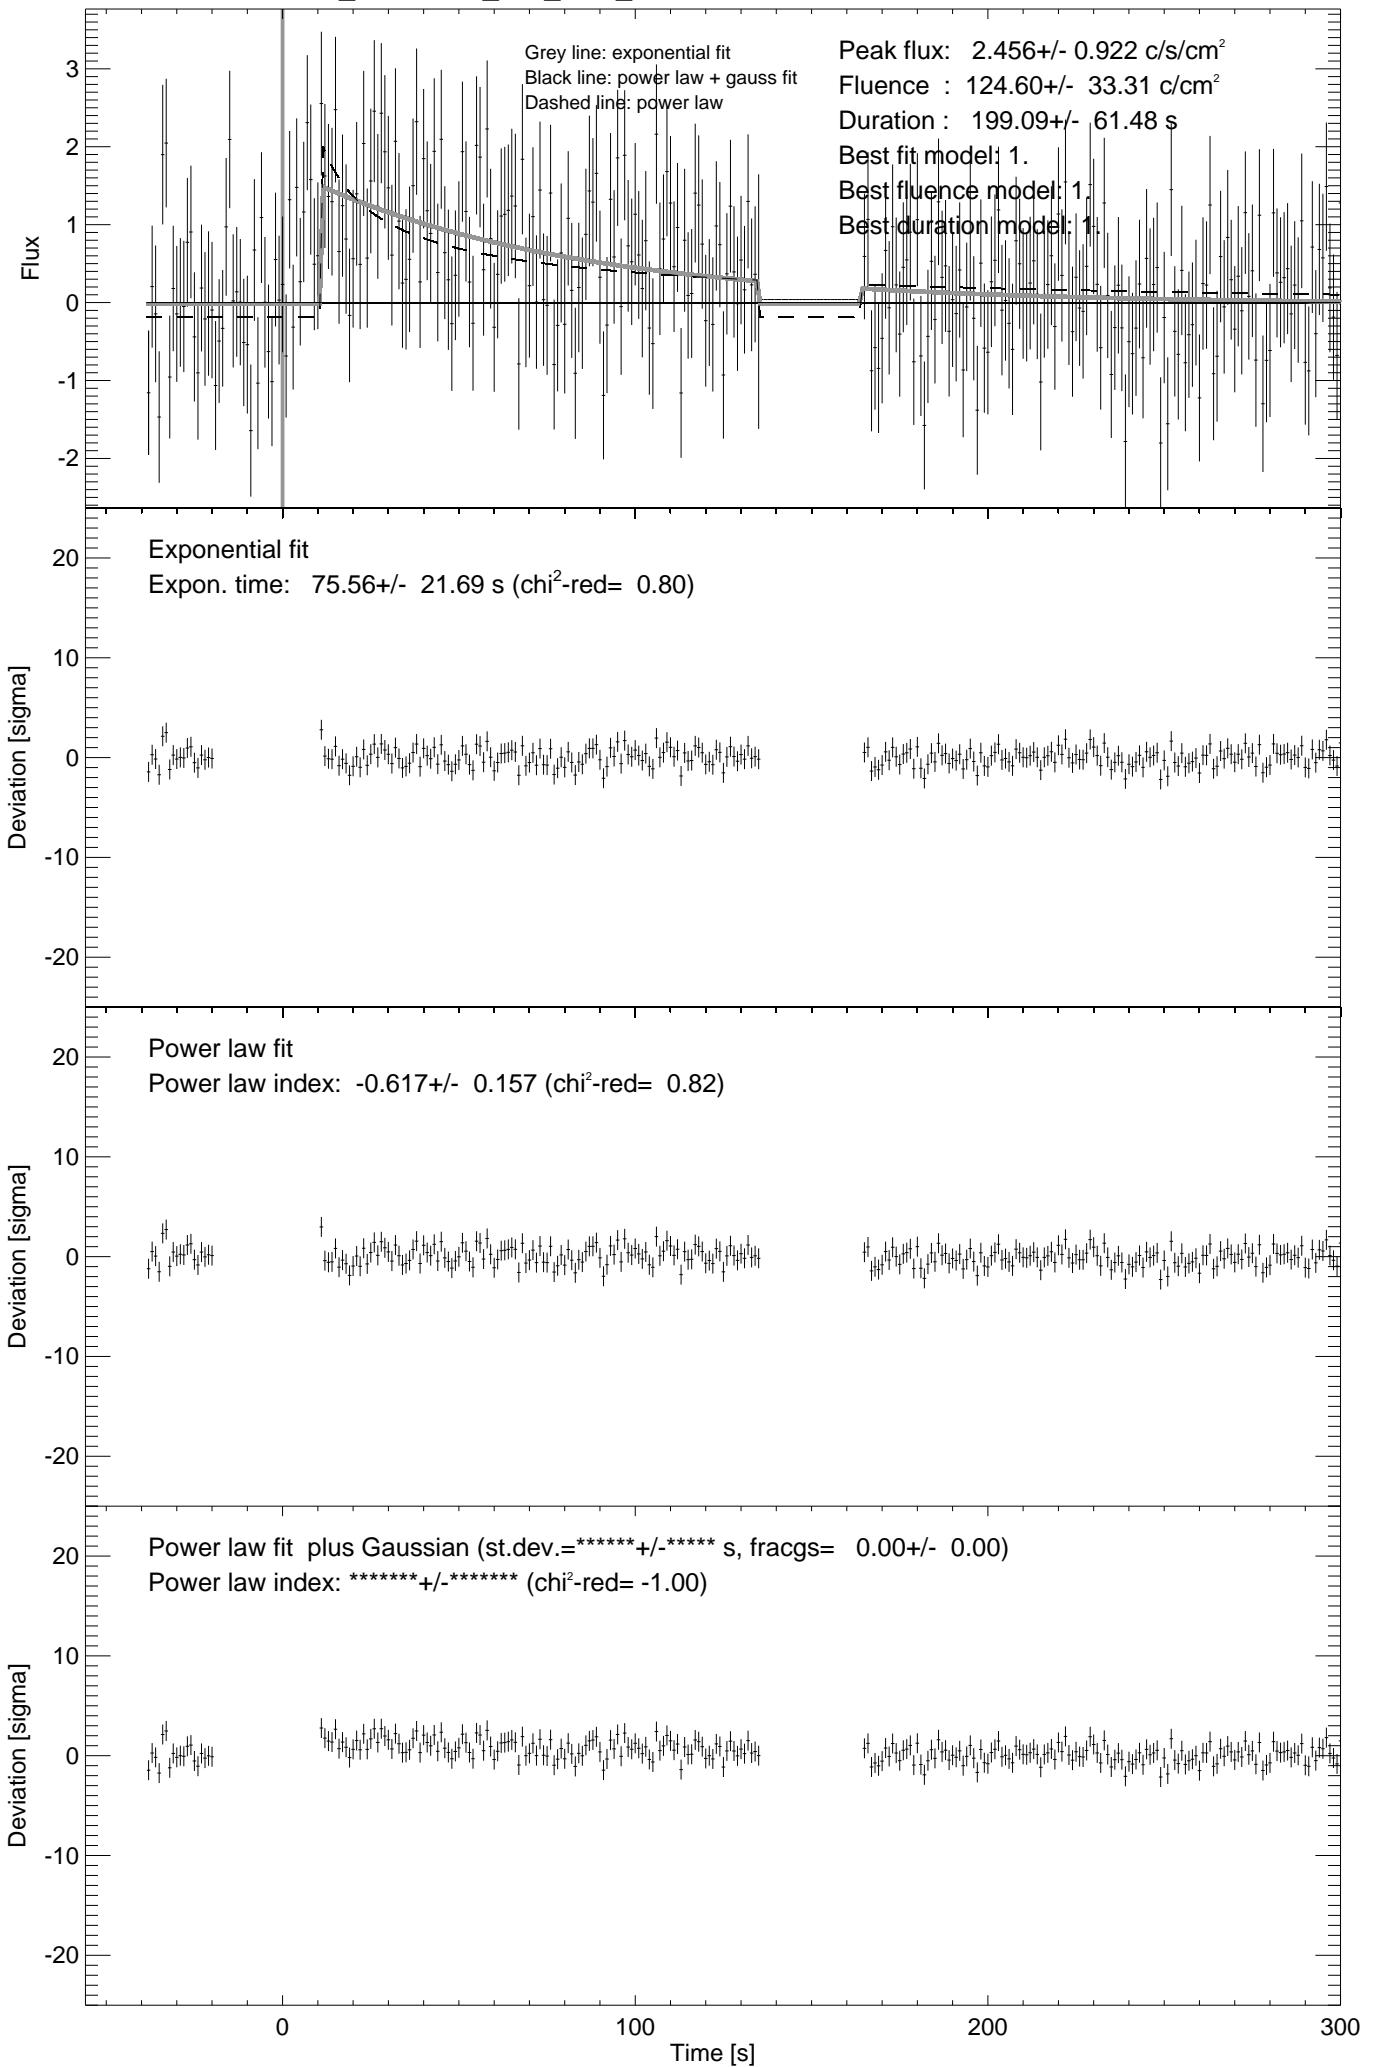 Grey line: exponential fit
Black line: power law + gauss fit
Dashed line: power law
Peak flux: 2.456+/- 0.922 c/s/cm²
Fluence : 124.60+/- 33.31 c/cm²
Duration : 199.09+/- 61.48 s
Best fit model: 1.
Best fluence model: 1.
Best duration model: 1.
Flux
3
2
1
0
-1
-2
Exponential fit
Expon. time: 75.56+/- 21.69 s (chi²-red= 0.80)
Deviation [sigma]
20
10
0
-10
-20
Power law fit
Power law index: -0.617+/- 0.157 (chi²-red= 0.82)
Deviation [sigma]
20
10
0
-10
-20
Power law fit plus Gaussian (st.dev.=******+/-***** s, fracgs= 0.00+/- 0.00)
Power law index: *******+/-******* (chi²-red= -1.00)
Deviation [sigma]
20
10
0
-10
-20
0 100 200 300
Time [s]